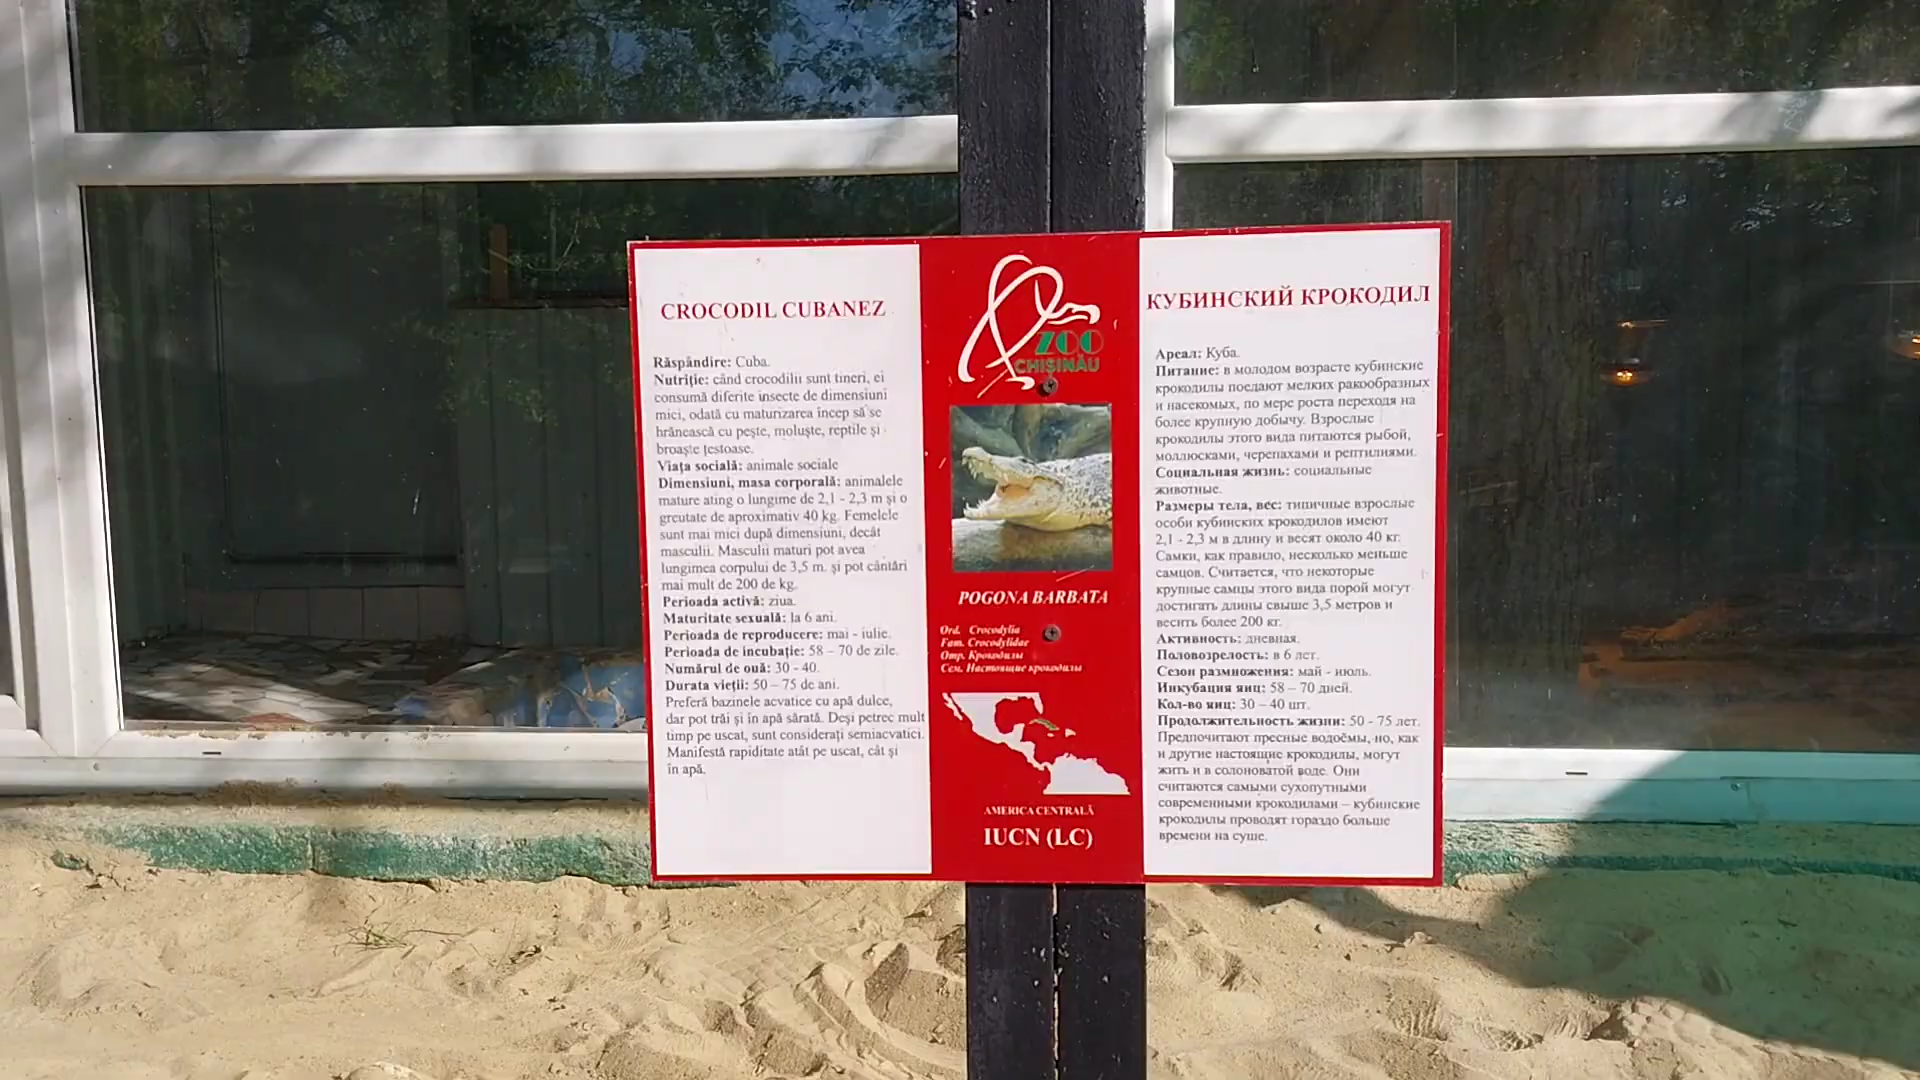 CROCODIL CUBANEZ
Răspândire: Cuba.
Nutriție: când crocodilii sunt tineri, ei
consumă diferite insecte de dimensiuni
mici, odată cu maturizarea încep să se
hrănească cu pește, moluște, reptile și
broaște țestoase.
Viața socială: animale sociale
Dimensiuni, masa corporală: animalele
mature ating o lungime de 2,1 - 2,3 m și o
greutate de aproximativ 40 kg. Femelele
sunt mai mici după dimensiuni, decât
masculii. Masculii maturi pot avea
lungimea corpului de 3,5 m. și pot cântări
mai mult de 200 de kg.
Perioada activă: ziua.
Maturitate sexuală: la 6 ani.
Perioada de reproducere: mai - iulie.
Perioada de incubație: 58 – 70 de zile.
Numărul de ouă: 30 - 40.
Durata vieții: 50 – 75 de ani.
Preferă bazinele acvatice cu apă dulce,
dar pot trăi și în apă sărată. Deși petrec mult
timp pe uscat, sunt considerați semiacvatici.
Manifestă rapiditate atât pe uscat, cât și
în apă.
ZOO
CHIȘINĂU
POGONA BARBATA
Ord. Crocodylia
Fam. Crocodylidae
Отр. Крокодилы
Сем. Настоящие крокодилы
AMERICA CENTRALĂ
IUCN (LC)
КУБИНСКИЙ КРОКОДИЛ
Ареал: Куба.
Питание: в молодом возрасте кубинские
крокодилы поедают мелких ракообразных
и насекомых, по мере роста переходя на
более крупную добычу. Взрослые
крокодилы этого вида питаются рыбой,
моллюсками, черепахами и рептилиями.
Социальная жизнь: социальные
животные.
Размеры тела, вес: типичные взрослые
особи кубинских крокодилов имеют
2,1 - 2,3 м в длину и весят около 40 кг.
Самки, как правило, несколько меньше
самцов. Считается, что некоторые
крупные самцы этого вида порой могут
достигать длины свыше 3,5 метров и
весить более 200 кг.
Активность: дневная.
Половозрелость: в 6 лет.
Сезон размножения: май - июль.
Инкубация яиц: 58 – 70 дней.
Кол-во яиц: 30 – 40 шт.
Продолжительность жизни: 50 - 75 лет.
Предпочитают пресные водоёмы, но, как
и другие настоящие крокодилы, могут
жить и в солоноватой воде. Они
считаются самыми сухопутными
современными крокодилами – кубинские
крокодилы проводят гораздо больше
времени на суше.